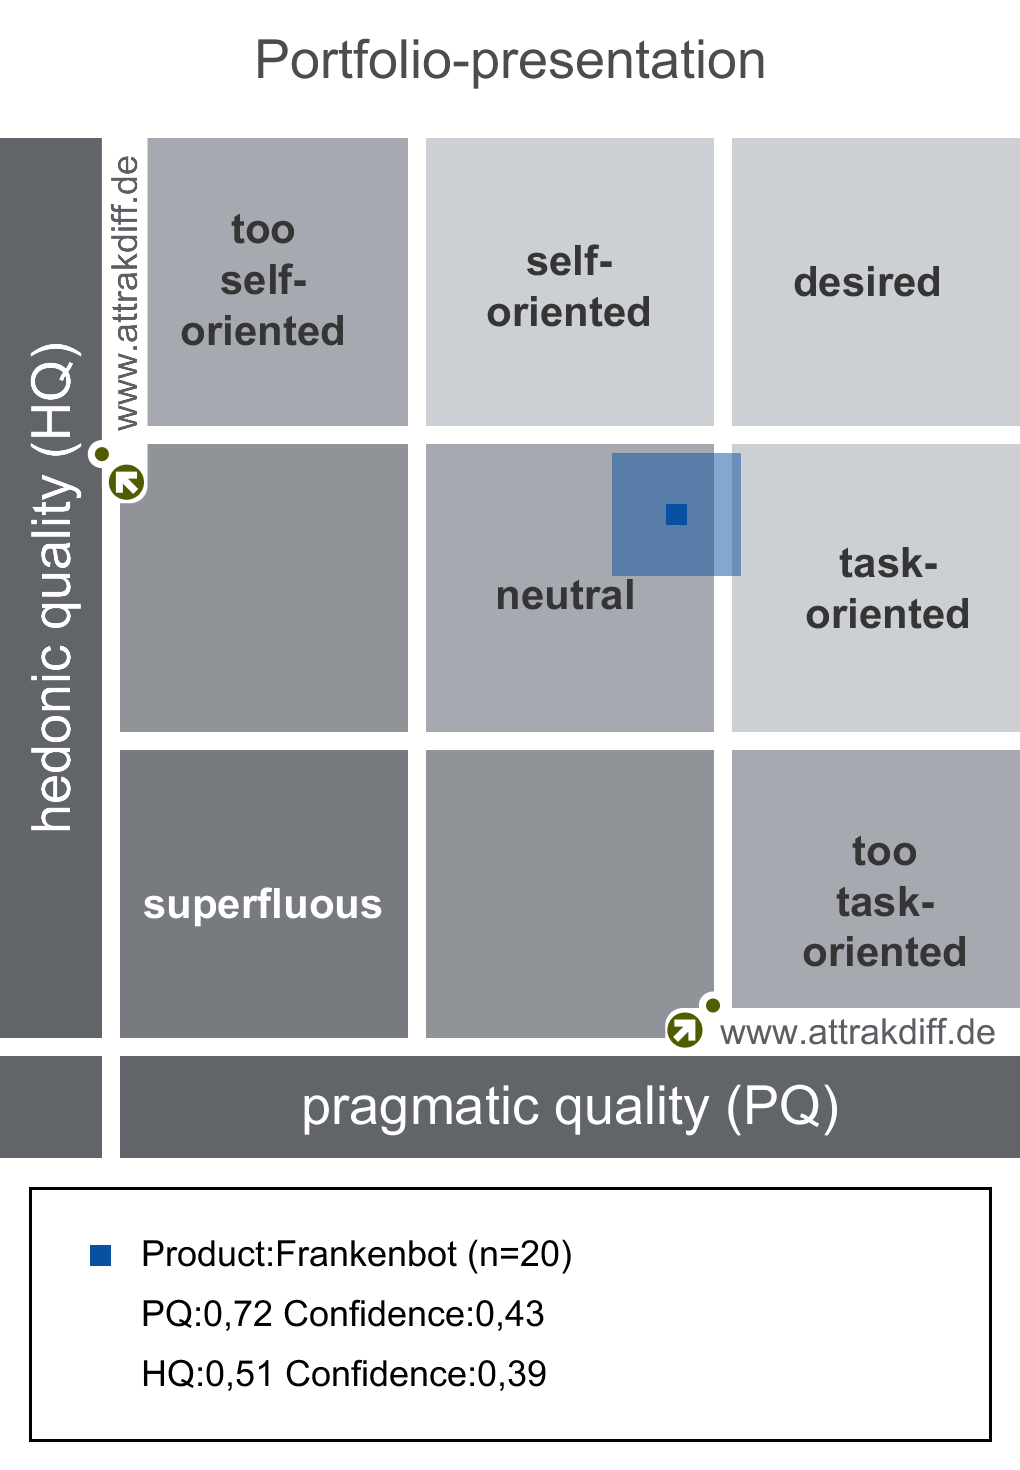 Portfolio-presentation
www.attrakdiff.de
hedonic quality (HQ)
too
self-
oriented
self-
oriented
desired
neutral
task-
oriented
superfluous
too
task-
oriented
www.attrakdiff.de
pragmatic quality (PQ)
Product:Frankenbot (n=20)
PQ:0,72 Confidence:0,43
HQ:0,51 Confidence:0,39